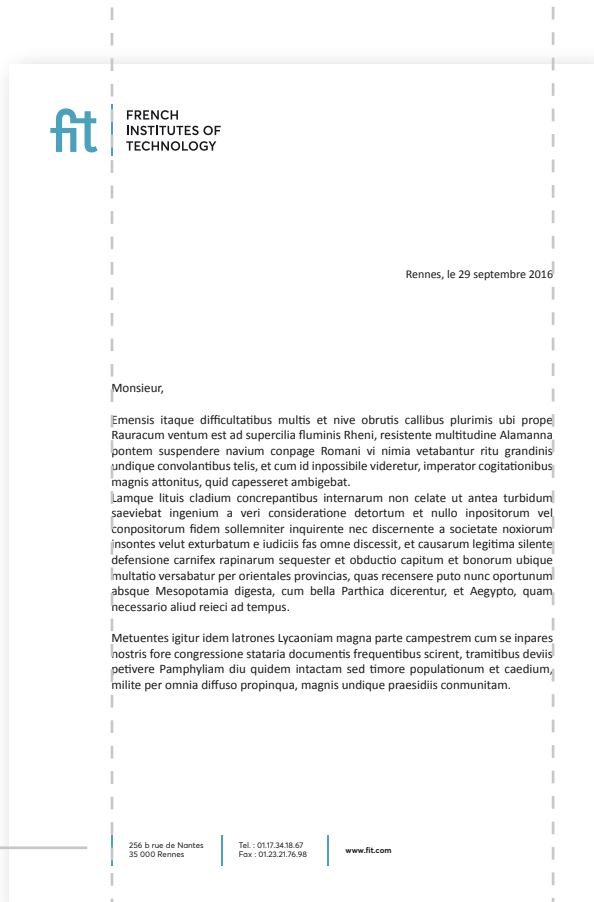 fit
FRENCH
INSTITUTES OF
TECHNOLOGY
Rennes, le 29 septembre 2016
Monsieur,
Emensis itaque difficultatibus multis et nive obrutis callibus plurimis ubi prope
Rauracum ventum est ad supercilia fluminis Rheni, resistente multitudine Alamanna
pontem suspendere navium conpage Romani vi nimia vetabantur ritu grandinis
undique convolantibus telis, et cum id inpossibile videretur, imperator cogitationibus
magnis attonitus, quid capesseret ambigebat.
Lamque lituis cladium concrepantibus internarum non celate ut antea turbidum
saeviebat ingenium a veri consideratione detortum et nullo inpositorum vel
conpositorum fidem sollemniter inquirente nec discernente a societate noxiorum
insontes velut exturbatum e iudiciis fas omne discessit, et causarum legitima silente
defensione carnifex rapinarum sequester et obductio capitum et bonorum ubique
multatio versabatur per orientales provincias, quas recensere puto nunc oportunum
absque Mesopotamia digesta, cum bella Parthica dicerentur, et Aegypto, quam
necessario aliud reieci ad tempus.
Metuentes igitur idem latrones Lycaoniam magna parte campestrem cum se inpares
nostris fore congressione stataria documentis frequentibus scirent, tramitibus deviis
petivere Pamphyliam diu quidem intactam sed timore populationum et caedium,
milite per omnia diffuso propinqua, magnis undique praesidiis conmunitam.
256 b rue de Nantes
35 000 Rennes
Tel. : 01.17.34.18.67
Fax : 01.23.21.76.98
www.fit.com